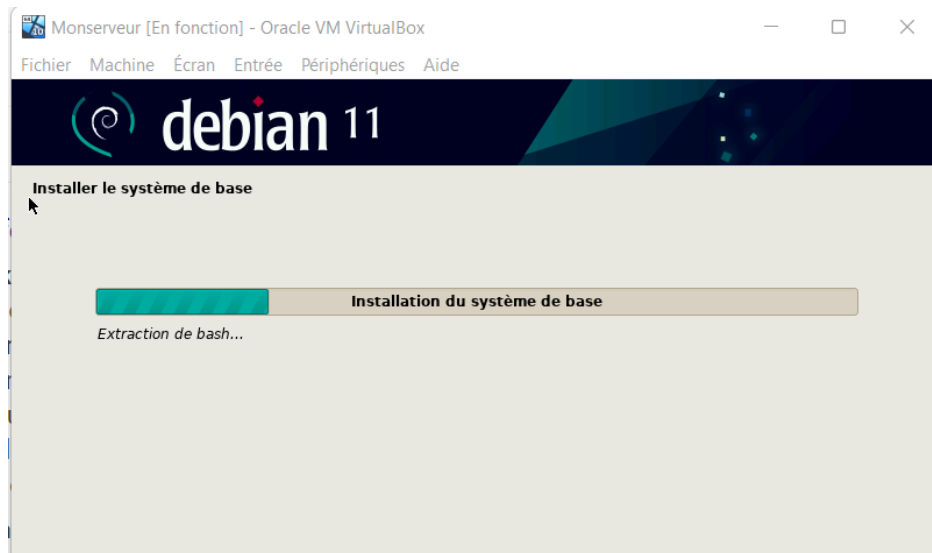 Monserveur [En fonction] - Oracle VM VirtualBox
Fichier Machine Écran Entrée Périphériques Aide
debian 11
Installer le système de base
Installation du système de base
Extraction de bash...